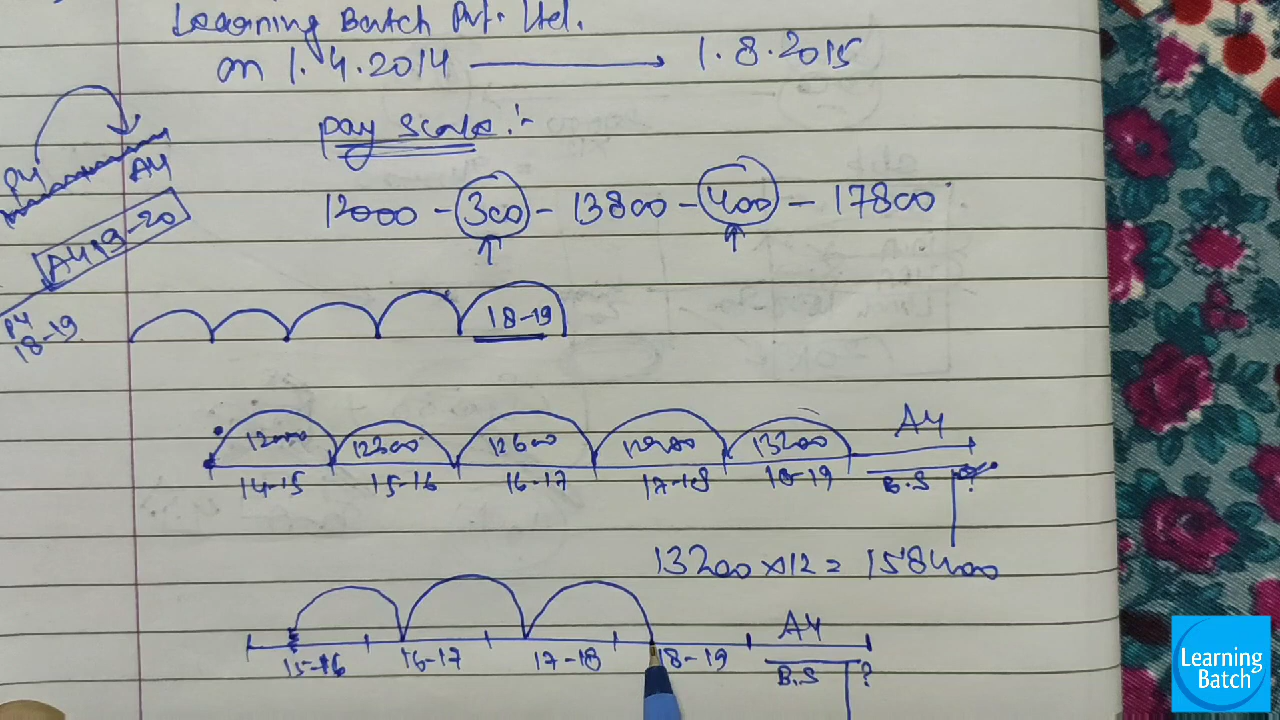 Learning Batch Pvt. Ltd.
on 1.4.2014 → 1.8.2015
pay scale :-
12000 - 300 - 13800 - 400 - 17800
PY
AY
AY 19-20
PY
18-19
18-19
12000 12300 12600 12900 13200 AY
14-15 15-16 16-17 17-18 18-19 B.S ?
13200 x 12 = 158400
AY
15-16 16-17 17-18 18-19 B.S ?
Learning
Batch